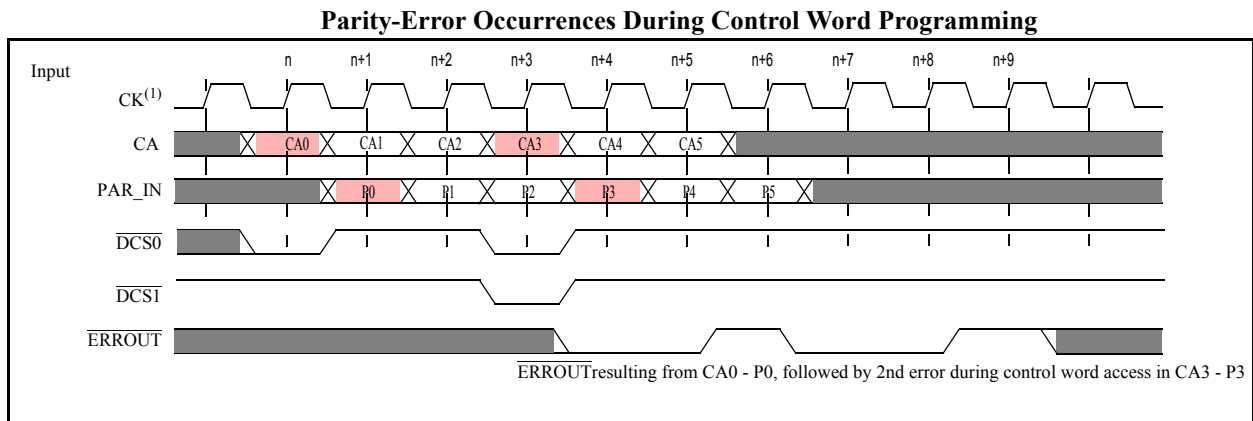 Parity-Error Occurrences During Control Word Programming
Input
n n+1 n+2 n+3 n+4 n+5 n+6 n+7 n+8 n+9
CK(1)
CA CA0 CA1 CA2 CA3 CA4 CA5
PAR_IN P0 P1 P2 P3 P4 P5
DCS0
DCS1
ERROUT
ERROUTresulting from CA0 - P0, followed by 2nd error during control word access in CA3 - P3